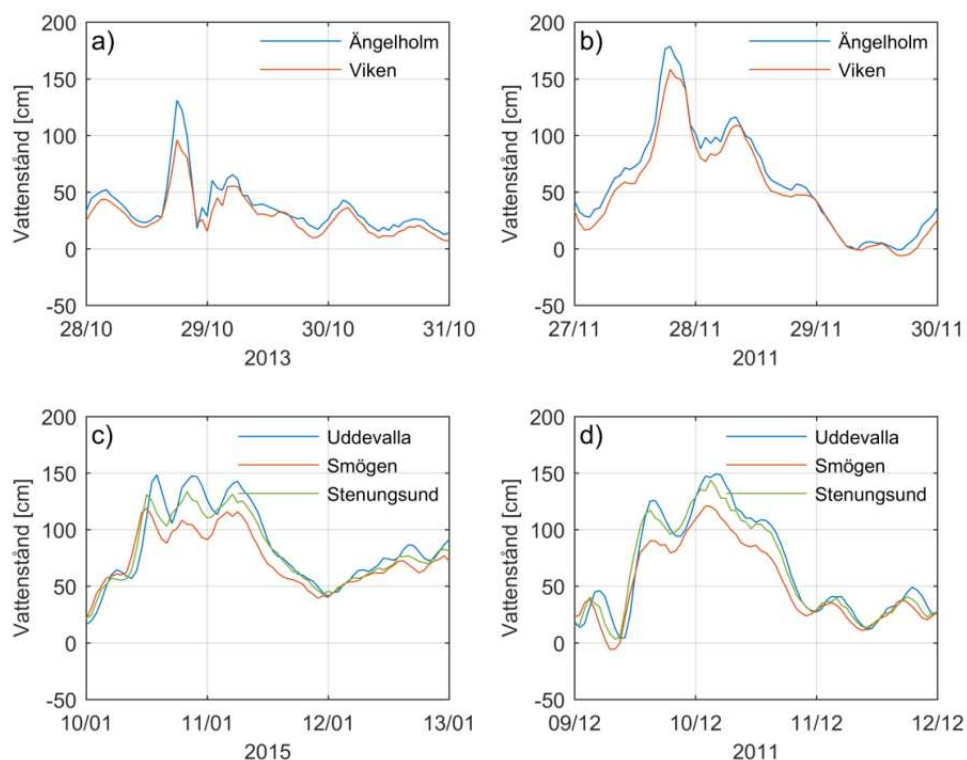 a)
Ängelholm
Viken
Vattenstånd [cm]
200
150
100
50
0
-50
28/10 29/10 30/10 31/10
2013
b)
Ängelholm
Viken
Vattenstånd [cm]
200
150
100
50
0
-50
27/11 28/11 29/11 30/11
2011
c)
Uddevalla
Smögen
Stenungsund
Vattenstånd [cm]
200
150
100
50
0
-50
10/01 11/01 12/01 13/01
2015
d)
Uddevalla
Smögen
Stenungsund
Vattenstånd [cm]
200
150
100
50
0
-50
09/12 10/12 11/12 12/12
2011